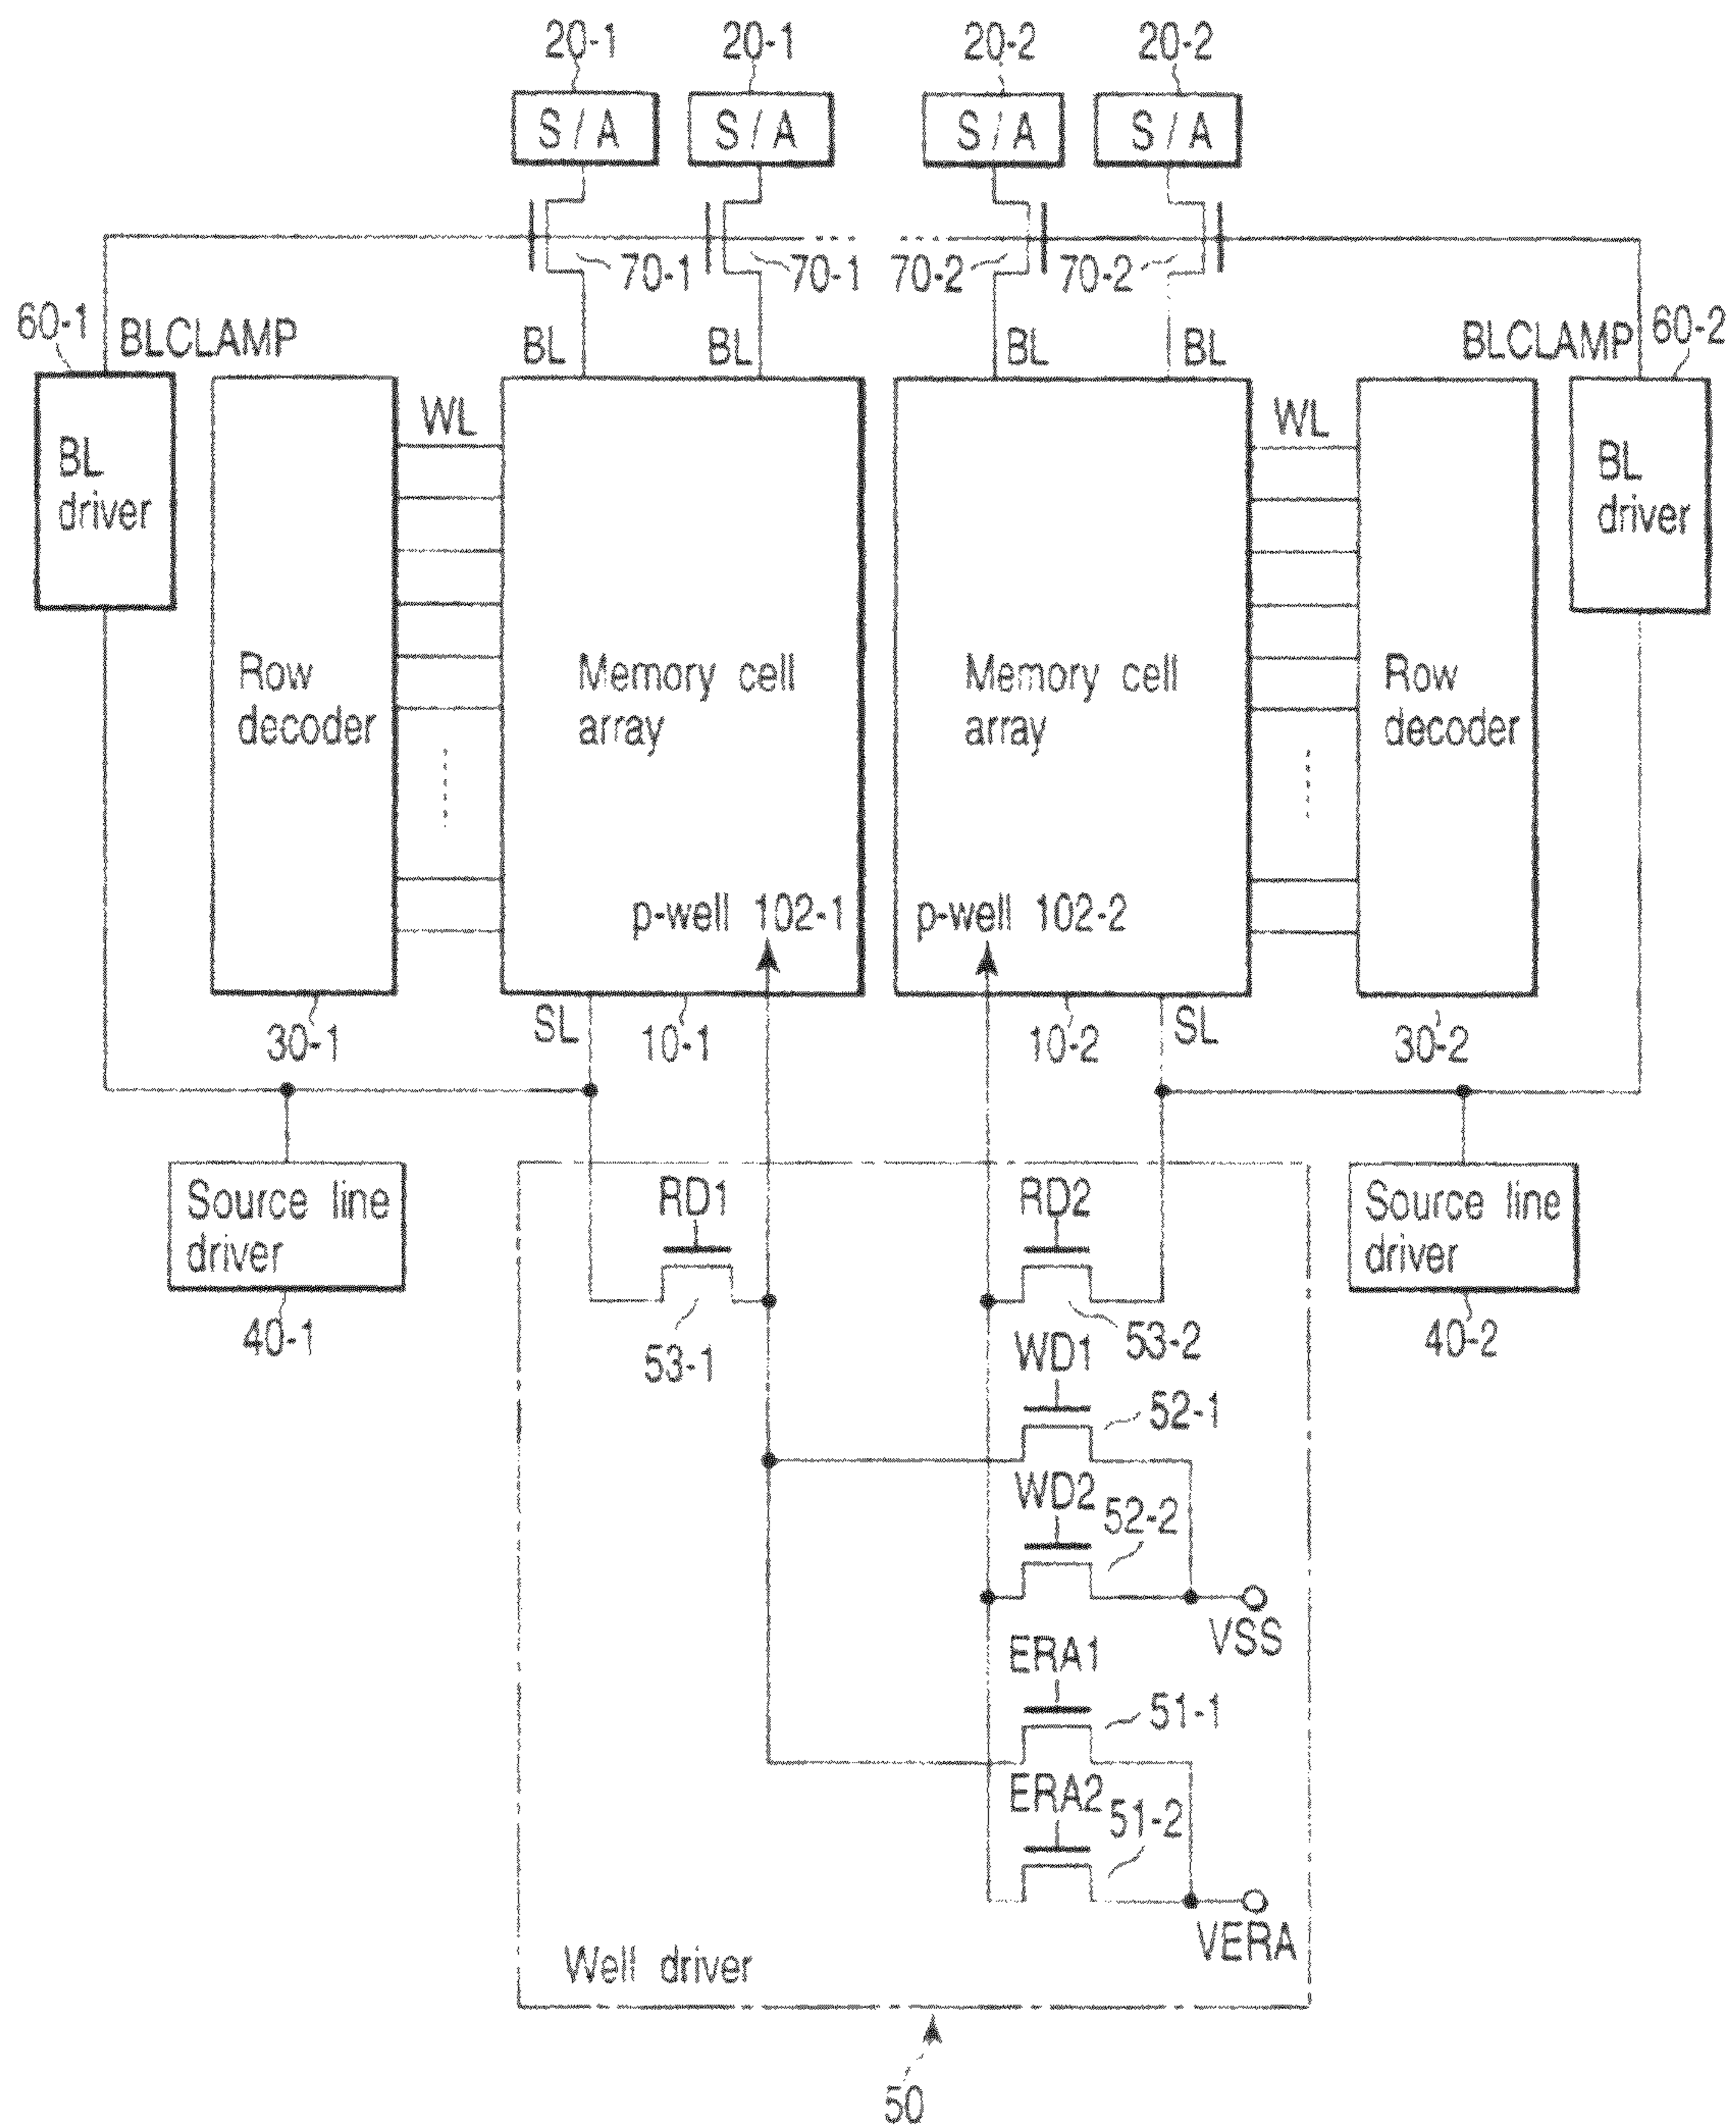 20-1 20-1 20-2 20-2
S/A S/A S/A S/A
70-1 70-1 70-2 70-2
60-1 BLCLAMP BL BL BL BL BLCLAMP 60-2
BL driver
Row decoder
WL
Memory cell array
p-well 102-1
Memory cell array
p-well 102-2
WL
Row decoder
BL driver
30-1 SL 10-1 10-2 SL 30-2
Source line driver
40-1
RD1
53-1
RD2
53-2
Source line driver
40-2
WD1
52-1
WD2
52-2
VSS
ERA1
51-1
ERA2
51-2
VERA
Well driver
50